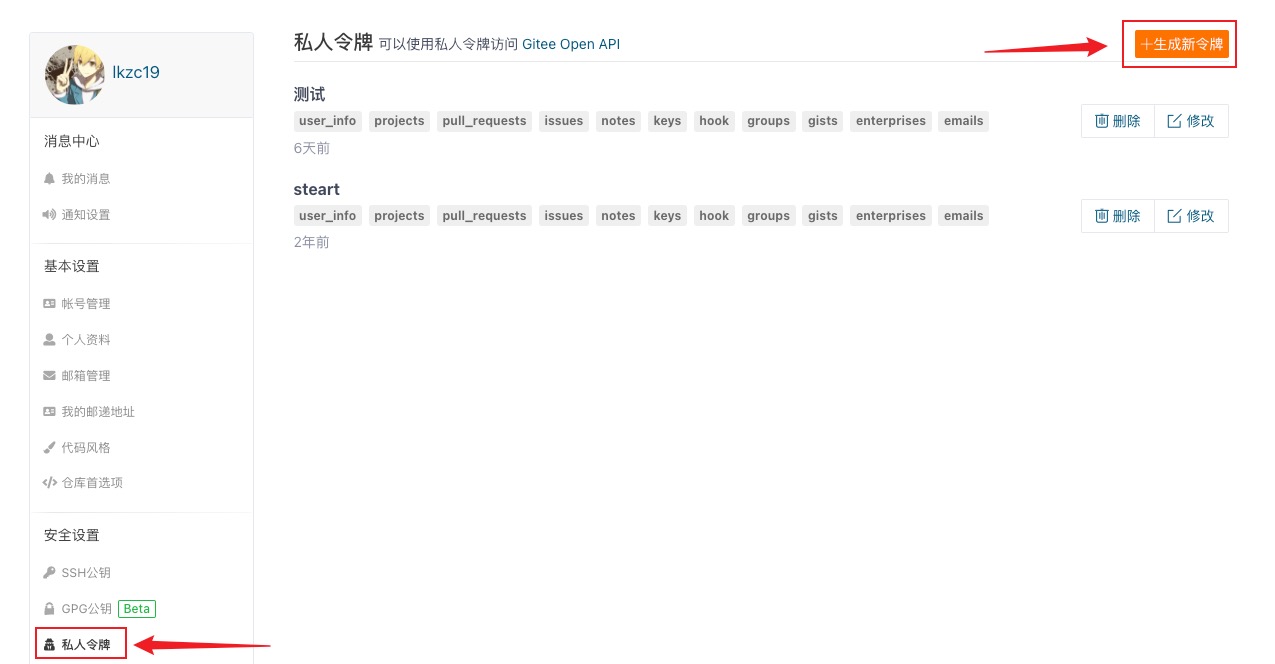 lkzc19
消息中心
我的消息
通知设置
基本设置
帐号管理
个人资料
邮箱管理
我的邮递地址
代码风格
仓库首选项
安全设置
SSH公钥
GPG公钥 Beta
私人令牌
私人令牌 可以使用私人令牌访问 Gitee Open API
+生成新令牌
测试
user_info projects pull_requests issues notes keys hook groups gists enterprises emails
删除 修改
6天前
steart
user_info projects pull_requests issues notes keys hook groups gists enterprises emails
删除 修改
2年前